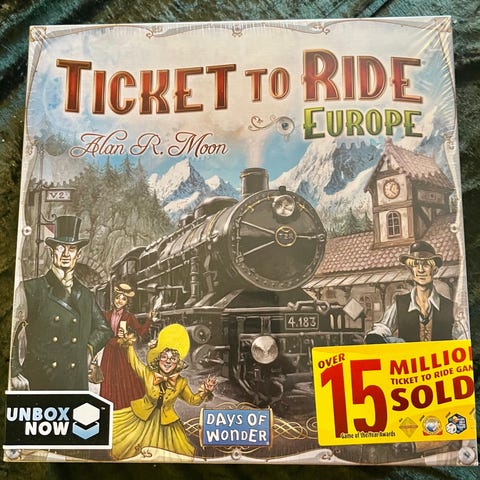 TICKET TO RIDE
EUROPE
Alan R. Moon
V2
4.183
OVER
15
MILLIO
TICKET TO RIDE GAM
SOLD
Game of the Year Awards
UNBOX
NOW
DAYS OF
WONDER